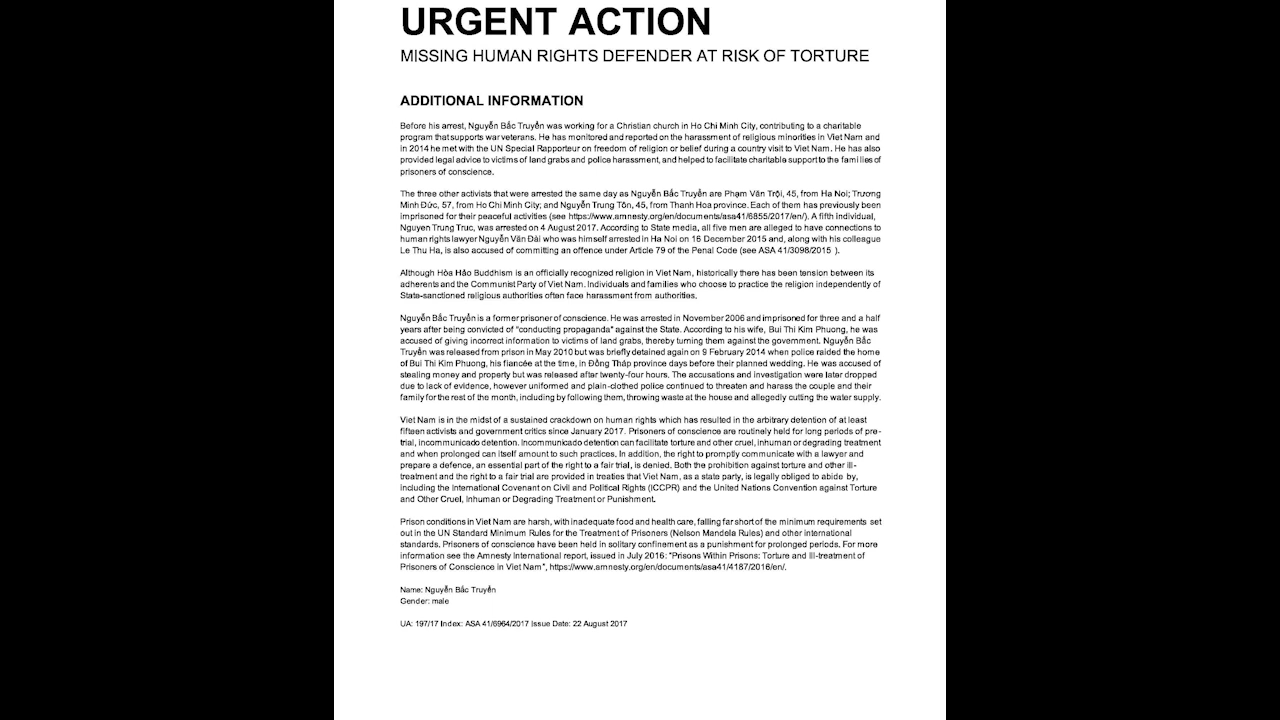 URGENT ACTION
MISSING HUMAN RIGHTS DEFENDER AT RISK OF TORTURE
ADDITIONAL INFORMATION
Before his arrest, Nguyễn Bắc Truyển was working for a Christian church in Ho Chi Minh City, contributing to a charitable
program that supports war veterans. He has monitored and reported on the harassment of religious minorities in Viet Nam and
in 2014 he met with the UN Special Rapporteur on freedom of religion or belief during a country visit to Viet Nam. He has also
provided legal advice to victims of land grabs and police harassment, and helped to facilitate charitable support to the families of
prisoners of conscience.
The three other activists that were arrested the same day as Nguyễn Bắc Truyển are Phạm Văn Trội, 45, from Ha Noi; Trương
Minh Đức, 57, from Ho Chi Minh City; and Nguyễn Trung Tôn, 45, from Thanh Hoa province. Each of them has previously been
imprisoned for their peaceful activities (see https://www.amnesty.org/en/documents/asa41/6855/2017/en/). A fifth individual,
Nguyen Trung Truc, was arrested on 4 August 2017. According to State media, all five men are alleged to have connections to
human rights lawyer Nguyễn Văn Đài who was himself arrested in Ha Noi on 16 December 2015 and, along with his colleague
Le Thu Ha, is also accused of committing an offence under Article 79 of the Penal Code (see ASA 41/3098/2015 ).
Although Hòa Hảo Buddhism is an officially recognized religion in Viet Nam, historically there has been tension between its
adherents and the Communist Party of Viet Nam. Individuals and families who choose to practice the religion independently of
State-sanctioned religious authorities often face harassment from authorities.
Nguyễn Bắc Truyển is a former prisoner of conscience. He was arrested in November 2006 and imprisoned for three and a half
years after being convicted of "conducting propaganda" against the State. According to his wife, Bui Thi Kim Phuong, he was
accused of giving incorrect information to victims of land grabs, thereby turning them against the government. Nguyễn Bắc
Truyển was released from prison in May 2010 but was briefly detained again on 9 February 2014 when police raided the home
of Bui Thi Kim Phuong, his fiancée at the time, in Đồng Tháp province days before their planned wedding. He was accused of
stealing money and property but was released after twenty-four hours. The accusations and investigation were later dropped
due to lack of evidence, however uniformed and plain-clothed police continued to threaten and harass the couple and their
family for the rest of the month, including by following them, throwing waste at the house and allegedly cutting the water supply.
Viet Nam is in the midst of a sustained crackdown on human rights which has resulted in the arbitrary detention of at least
fifteen activists and government critics since January 2017. Prisoners of conscience are routinely held for long periods of pre-
trial, incommunicado detention. Incommunicado detention can facilitate torture and other cruel, inhuman or degrading treatment
and when prolonged can itself amount to such practices. In addition, the right to promptly communicate with a lawyer and
prepare a defence, an essential part of the right to a fair trial, is denied. Both the prohibition against torture and other ill-
treatment and the right to a fair trial are provided in treaties that Viet Nam, as a state party, is legally obliged to abide by,
including the International Covenant on Civil and Political Rights (ICCPR) and the United Nations Convention against Torture
and Other Cruel, Inhuman or Degrading Treatment or Punishment.
Prison conditions in Viet Nam are harsh, with inadequate food and health care, falling far short of the minimum requirements set
out in the UN Standard Minimum Rules for the Treatment of Prisoners (Nelson Mandela Rules) and other international
standards. Prisoners of conscience have been held in solitary confinement as a punishment for prolonged periods. For more
information see the Amnesty International report, issued in July 2016: "Prisons Within Prisons: Torture and Ill-treatment of
Prisoners of Conscience in Viet Nam", https://www.amnesty.org/en/documents/asa41/4187/2016/en/.
Name: Nguyễn Bắc Truyển
Gender: male
UA: 197/17 Index: ASA 41/6964/2017 Issue Date: 22 August 2017